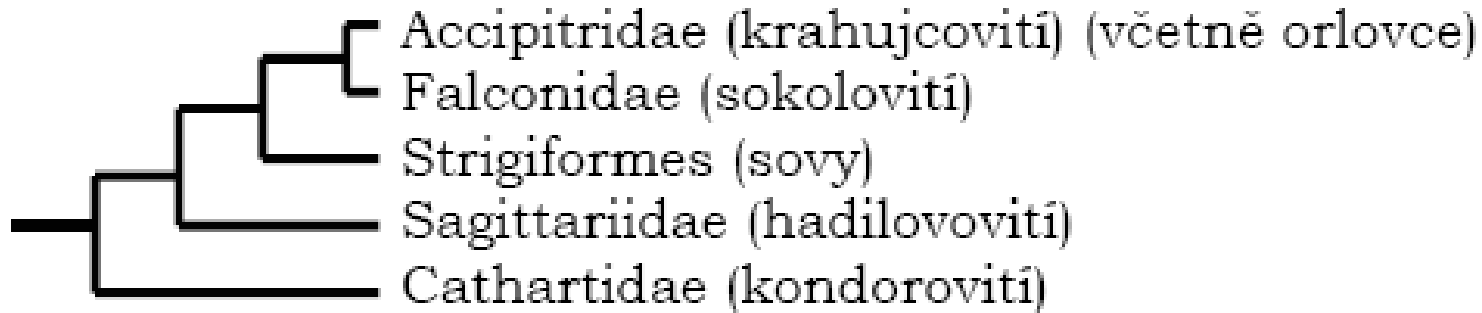 Accipitridae (krahujcovití) (včetně orlovce)
Falconidae (sokolovití)
Strigiformes (sovy)
Sagittariidae (hadilovovití)
Cathartidae (kondorovití)